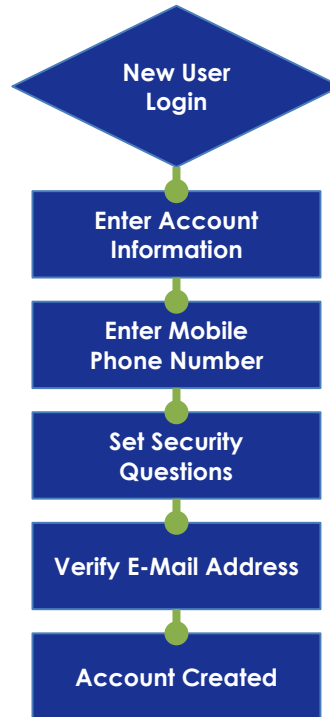 New User
Login
Enter Account
Information
Enter Mobile
Phone Number
Set Security
Questions
Verify E-Mail Address
Account Created